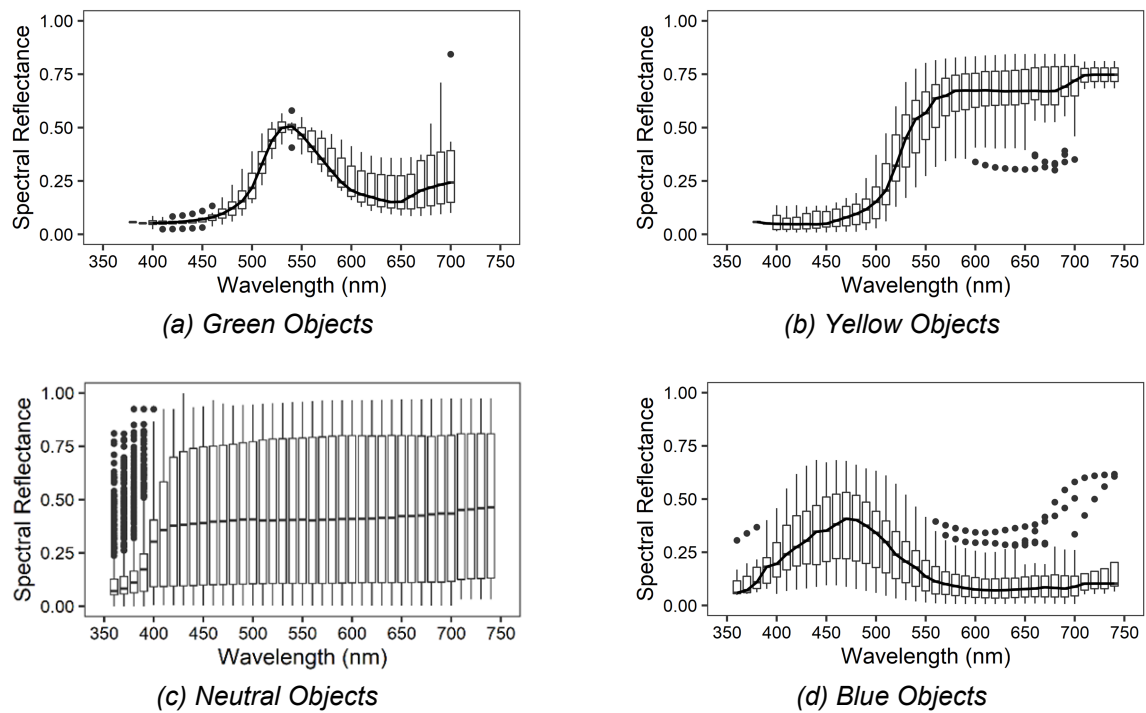 1.00
0.75
0.50
0.25
0.00
Spectral Reflectance
350 400 450 500 550 600 650 700 750
Wavelength (nm)
(a) Green Objects
1.00
0.75
0.50
0.25
0.00
Spectral Reflectance
350 400 450 500 550 600 650 700 750
Wavelength (nm)
(b) Yellow Objects
1.00
0.75
0.50
0.25
0.00
Spectral Reflectance
350 400 450 500 550 600 650 700 750
Wavelength (nm)
(c) Neutral Objects
1.00
0.75
0.50
0.25
0.00
Spectral Reflectance
350 400 450 500 550 600 650 700 750
Wavelength (nm)
(d) Blue Objects